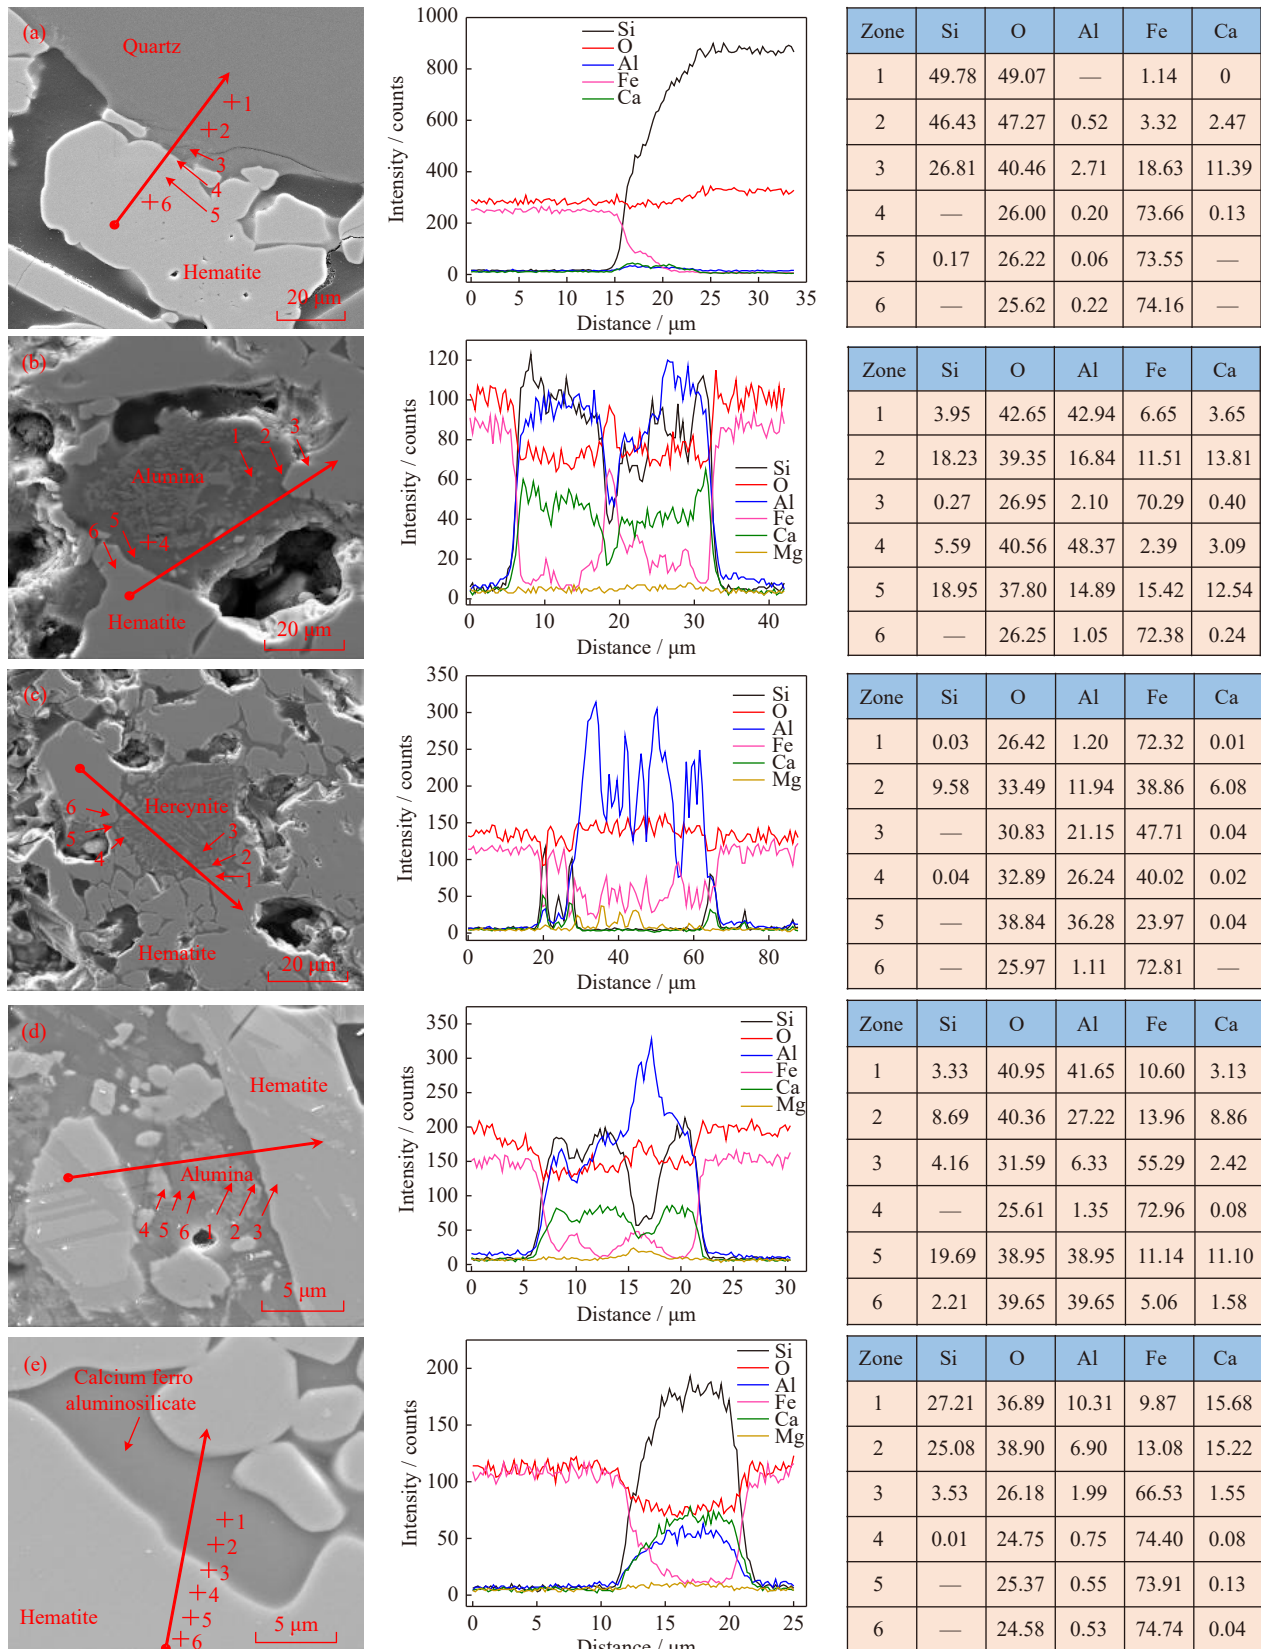 (a)
Quartz
+1
+2
3
4
5
+6
Hematite
20 μm
1000
800
600
400
200
0
Intensity / counts
Si
O
Al
Fe
Ca
0 5 10 15 20 25 30 35
Distance / μm
Zone Si O Al Fe Ca
1 49.78 49.07 — 1.14 0
2 46.43 47.27 0.52 3.32 2.47
3 26.81 40.46 2.71 18.63 11.39
4 — 26.00 0.20 73.66 0.13
5 0.17 26.22 0.06 73.55 —
6 — 25.62 0.22 74.16 —
(b)
3
1 2
Alumina
5
6 +4
Hematite
20 μm
120
100
80
60
40
20
0
Intensity / counts
Si
O
Al
Fe
Ca
Mg
0 10 20 30 40
Distance / μm
Zone Si O Al Fe Ca
1 3.95 42.65 42.94 6.65 3.65
2 18.23 39.35 16.84 11.51 13.81
3 0.27 26.95 2.10 70.29 0.40
4 5.59 40.56 48.37 2.39 3.09
5 18.95 37.80 14.89 15.42 12.54
6 — 26.25 1.05 72.38 0.24
(c)
Hercynite
6
5
4
3
2
1
Hematite
20 μm
350
300
250
200
150
100
50
0
Intensity / counts
Si
O
Al
Fe
Ca
Mg
20 40 60 80
Distance / μm
Zone Si O Al Fe Ca
1 0.03 26.42 1.20 72.32 0.01
2 9.58 33.49 11.94 38.86 6.08
3 — 30.83 21.15 47.71 0.04
4 0.04 32.89 26.24 40.02 0.02
5 — 38.84 36.28 23.97 0.04
6 — 25.97 1.11 72.81 —
(d)
Hematite
Alumina
4 5 6 1 2 3
5 μm
350
300
250
200
150
100
50
0
Intensity / counts
Si
O
Al
Fe
Ca
Mg
0 10 15 20 30
Distance / μm
Zone Si O Al Fe Ca
1 3.33 40.95 41.65 10.60 3.13
2 8.69 40.36 27.22 13.96 8.86
3 4.16 31.59 6.33 55.29 2.42
4 — 25.61 1.35 72.96 0.08
5 19.69 38.95 38.95 11.14 11.10
6 2.21 39.65 39.65 5.06 1.58
(e)
Calcium ferro
aluminosilicate
+1
+2
+3
+4
+5
+6
Hematite
5 μm
200
150
100
50
0
Intensity / counts
Si
O
Al
Fe
Ca
Mg
0 5 10 15 20 25
Distance / μm
Zone Si O Al Fe Ca
1 27.21 36.89 10.31 9.87 15.68
2 25.08 38.90 6.90 13.08 15.22
3 3.53 26.18 1.99 66.53 1.55
4 0.01 24.75 0.75 74.40 0.08
5 — 25.37 0.55 73.91 0.13
6 — 24.58 0.53 74.74 0.04